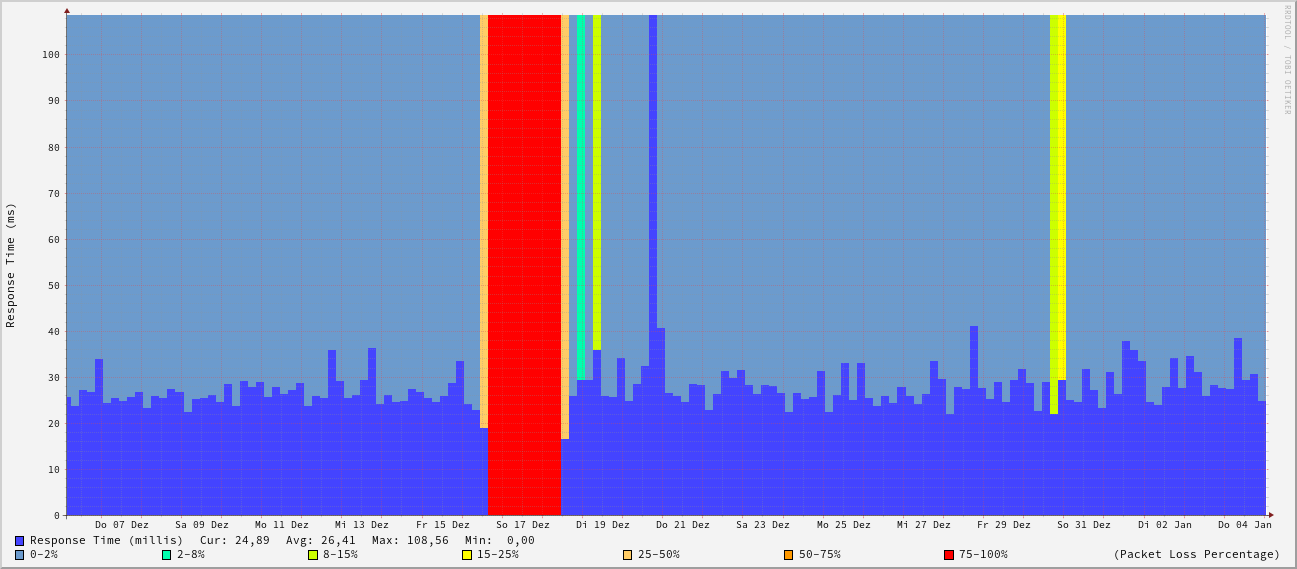 RRDTOOL / TOBI OETIKER
Response Time (ms)
100
90
80
70
60
50
40
30
20
10
0
Do 07 Dez Sa 09 Dez Mo 11 Dez Mi 13 Dez Fr 15 Dez So 17 Dez Di 19 Dez Do 21 Dez Sa 23 Dez Mo 25 Dez Mi 27 Dez Fr 29 Dez So 31 Dez Di 02 Jan Do 04 Jan
Response Time (millis) Cur: 24,89 Avg: 26,41 Max: 108,56 Min: 0,00
0-2% 2-8% 8-15% 15-25% 25-50% 50-75% 75-100% (Packet Loss Percentage)